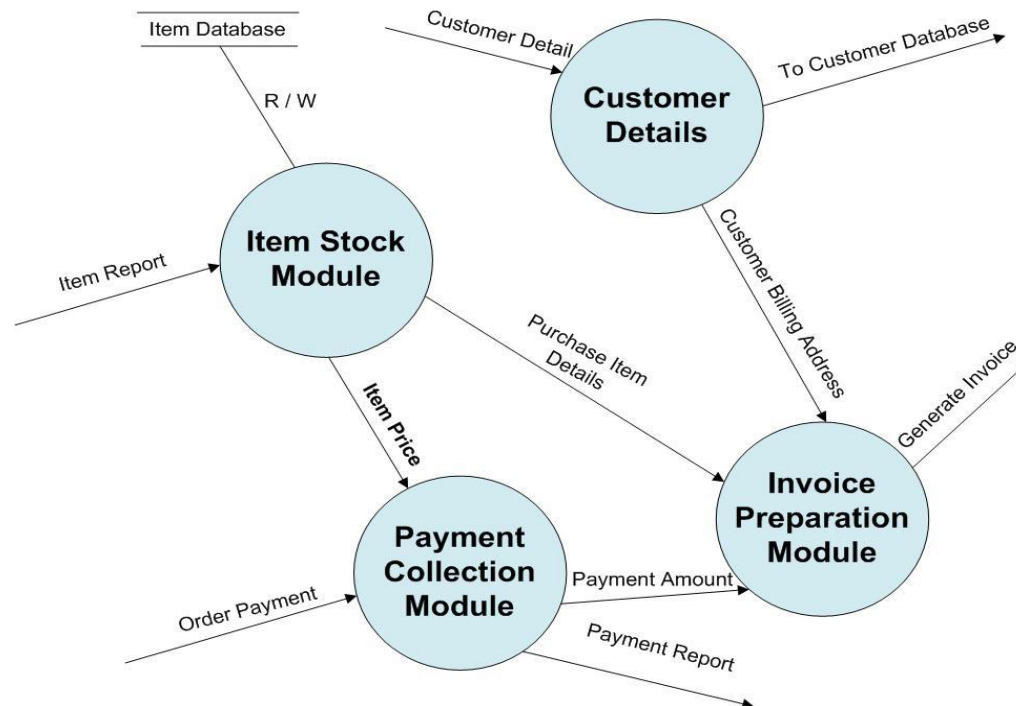 Item Database
R / W
Customer Detail
To Customer Database
Customer
Details
Item Stock
Module
Item Report
Customer Billing Address
Purchase Item
Details
Item Price
Generate Invoice
Invoice
Preparation
Module
Payment
Collection
Module
Payment Amount
Order Payment
Payment Report